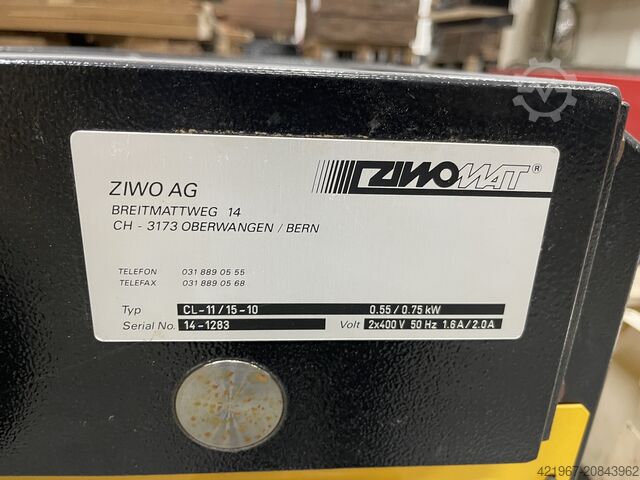 ZIWOMATT®
ZIWO AG
BREITMATTWEG 14
CH - 3173 OBERWANGEN / BERN
TELEFON 031 889 05 55
TELEFAX 031 889 05 68
Typ CL-11/15-10 0.55/0.75 kW
Serial No. 14-1283 Volt 2x400 V 50 Hz 1.6A/2.0A
421967-20843962